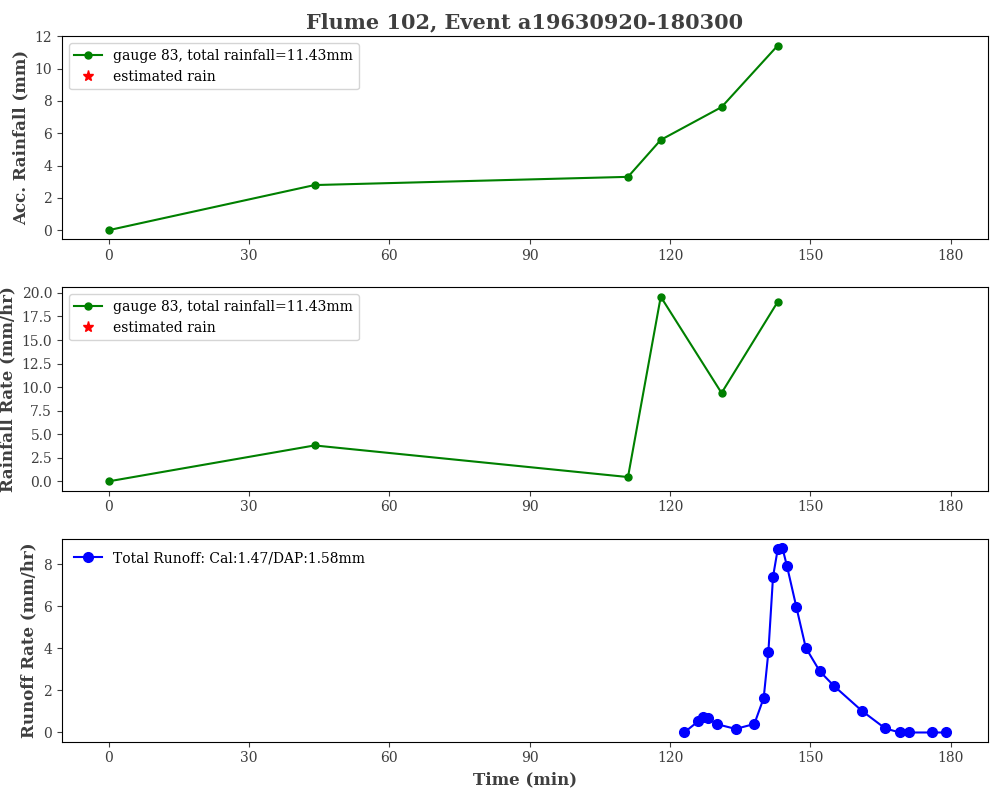 Flume 102, Event a19630920-180300
Acc. Rainfall (mm)
12
10
8
6
4
2
0
gauge 83, total rainfall=11.43mm
estimated rain
0 30 60 90 120 150 180
Rainfall Rate (mm/hr)
20.0
17.5
15.0
12.5
10.0
7.5
5.0
2.5
0.0
gauge 83, total rainfall=11.43mm
estimated rain
0 30 60 90 120 150 180
Runoff Rate (mm/hr)
8
6
4
2
0
Total Runoff: Cal:1.47/DAP:1.58mm
0 30 60 90 120 150 180
Time (min)